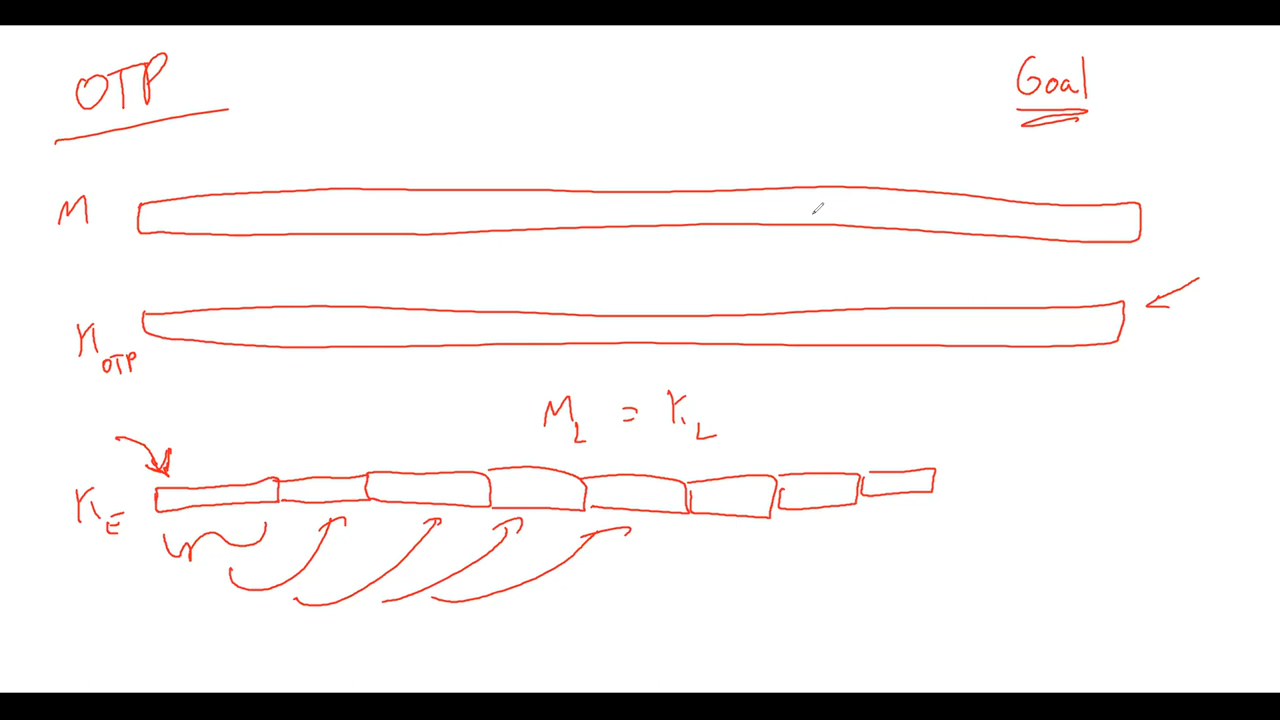 OTP
Goal
M
K OTP
M L = K L
K E